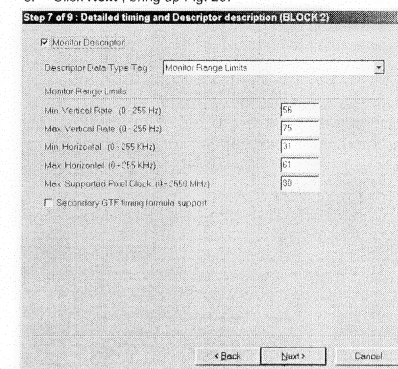 Click Next , bring up Fig. 20.
Step 7 of 9 : Detailed timing and Descriptor description (BLOCK 2)
Monitor Descriptor
Descriptor Data Type Tag : Monitor Range Limits
Monitor Range Limits
Min. Vertical Rate (0 - 255 Hz) 56
Max. Vertical Rate (0 - 255 Hz) 75
Min. Horizontal (0 - 255 KHz) 31
Max. Horizontal (0 - 255 KHz) 61
Max. Supported Pixel Clock (0 - 2550 MHz)
Secondary GTF timing formula support
< Back Next > Cancel